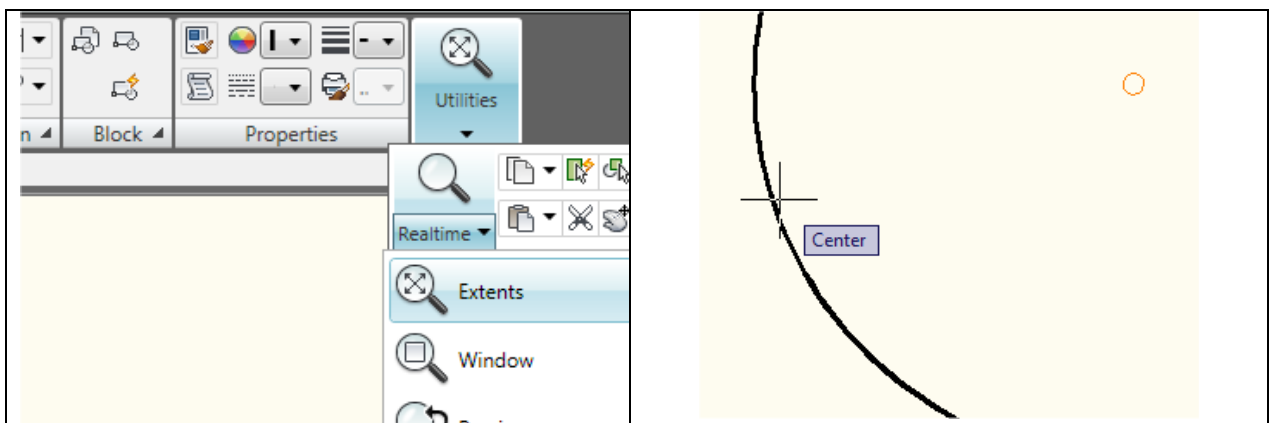 Utilities
Block
Properties
Realtime
Extents
Window
Center